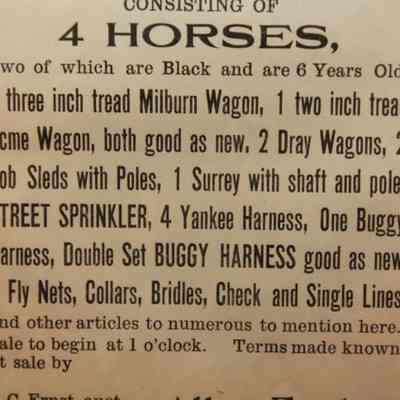 CONSISTING OF
4 HORSES,
wo of which are Black and are 6 Years Old
three inch tread Milburn Wagon, 1 two inch trea
cme Wagon, both good as new, 2 Dray Wagons, 2
ob Sleds with Poles, 1 Surrey with shaft and pole
TREET SPRINKLER, 4 Yankee Harness, One Buggy
arness, Double Set BUGGY HARNESS good as new
Fly Nets, Collars, Bridles, Check and Single Lines
nd other articles to numerous to mention here.
ale to begin at 1 o'clock. Terms made known
t sale by